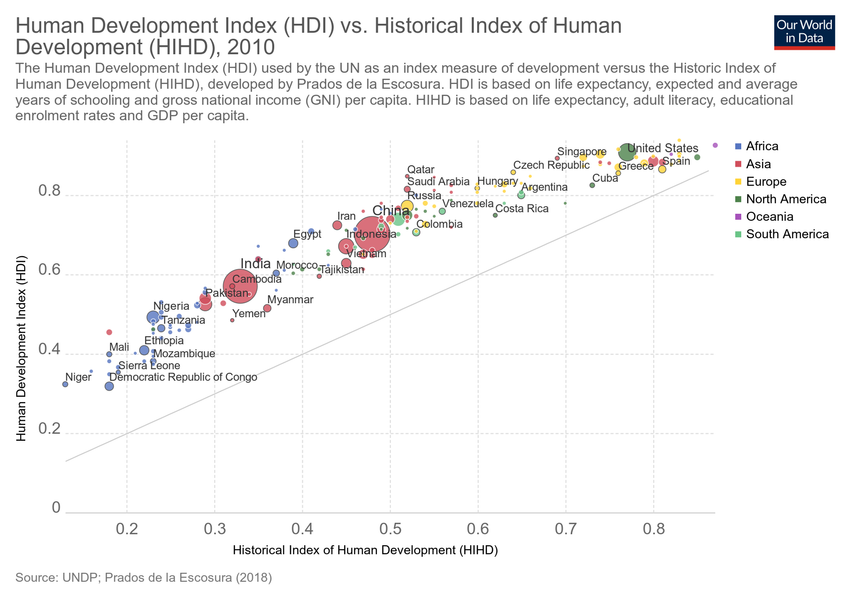 Human Development Index (HDI) vs. Historical Index of Human
Development (HIHD), 2010
Our World
in Data
The Human Development Index (HDI) used by the UN as an index measure of development versus the Historic Index of
Human Development (HIHD), developed by Prados de la Escosura. HDI is based on life expectancy, expected and average
years of schooling and gross national income (GNI) per capita. HIHD is based on life expectancy, adult literacy, educational
enrolment rates and GDP per capita.
Africa
Asia
Europe
North America
Oceania
South America
Singapore
United States
Qatar
Czech Republic
Greece
Spain
Saudi Arabia
Hungary
Cuba
0.8
Russia
Argentina
Venezuela
China
Costa Rica
Iran
Colombia
Egypt
Indonesia
Vietnam
India
Morocco
Tajikistan
0.6
Cambodia
Pakistan
Myanmar
Nigeria
Yemen
Tanzania
Ethiopia
Mali
Mozambique
0.4
Sierra Leone
Niger
Democratic Republic of Congo
0.2
0
Human Development Index (HDI)
0.2 0.3 0.4 0.5 0.6 0.7 0.8
Historical Index of Human Development (HIHD)
Source: UNDP; Prados de la Escosura (2018)